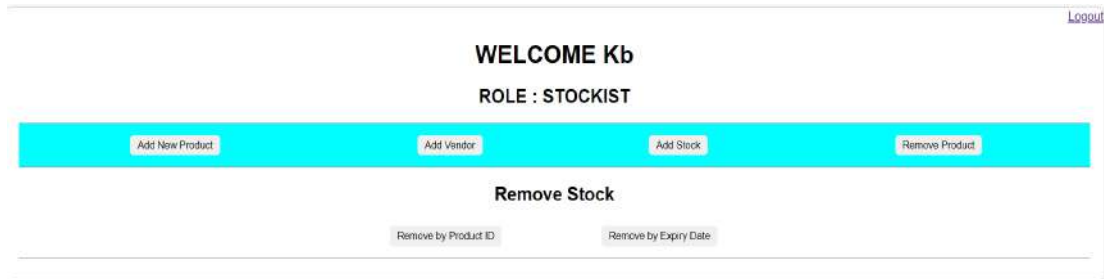 Logout
WELCOME Kb
ROLE : STOCKIST
Add New Product Add Vendor Add Stock Remove Product
Remove Stock
Remove by Product ID Remove by Expiry Date